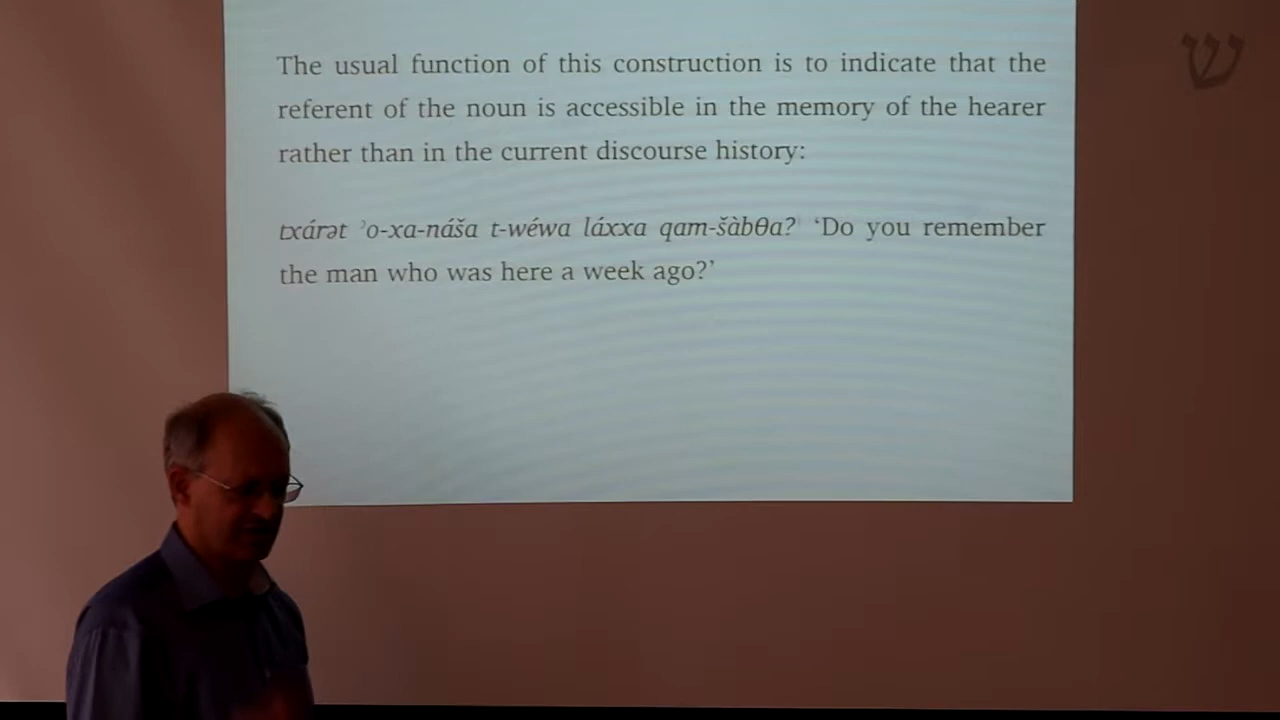 The usual function of this construction is to indicate that the
referent of the noun is accessible in the memory of the hearer
rather than in the current discourse history:
txárət ʾo-xa-náša t-wéwa láxxa qam-šàbθa? ‘Do you remember
the man who was here a week ago?’
ש